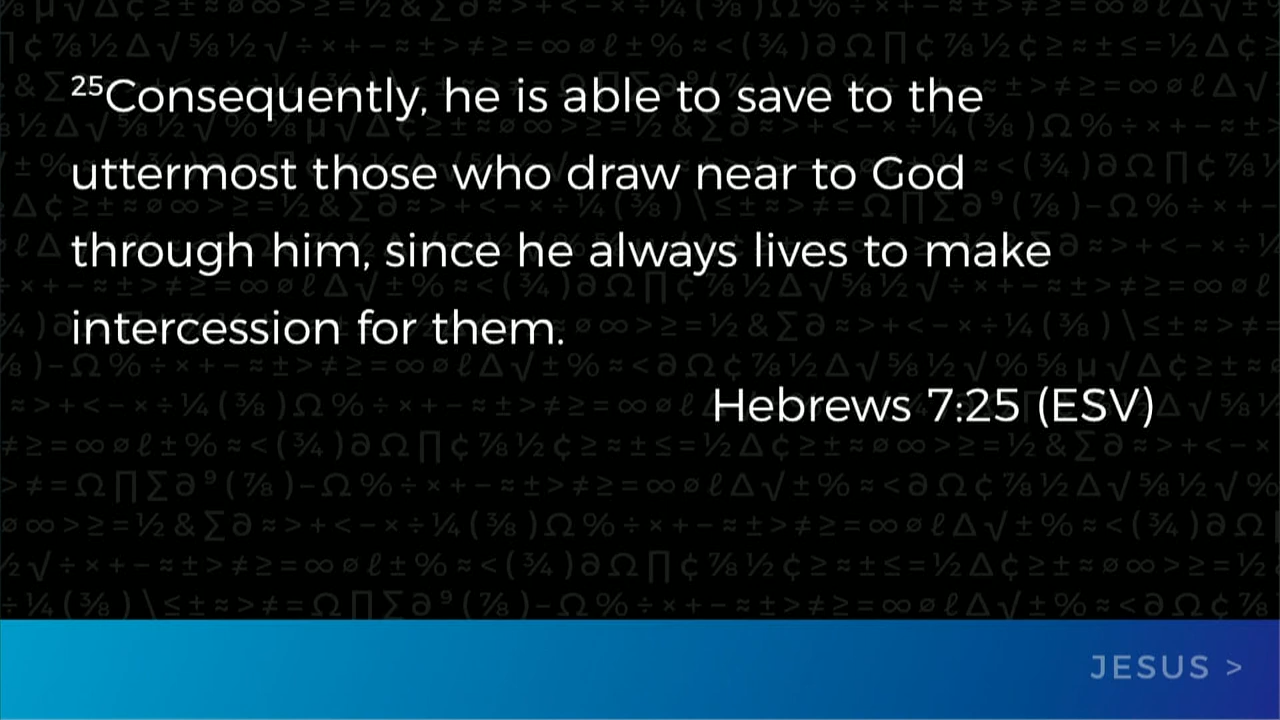 ²⁵Consequently, he is able to save to the
uttermost those who draw near to God
through him, since he always lives to make
intercession for them.
Hebrews 7:25 (ESV)
JESUS >